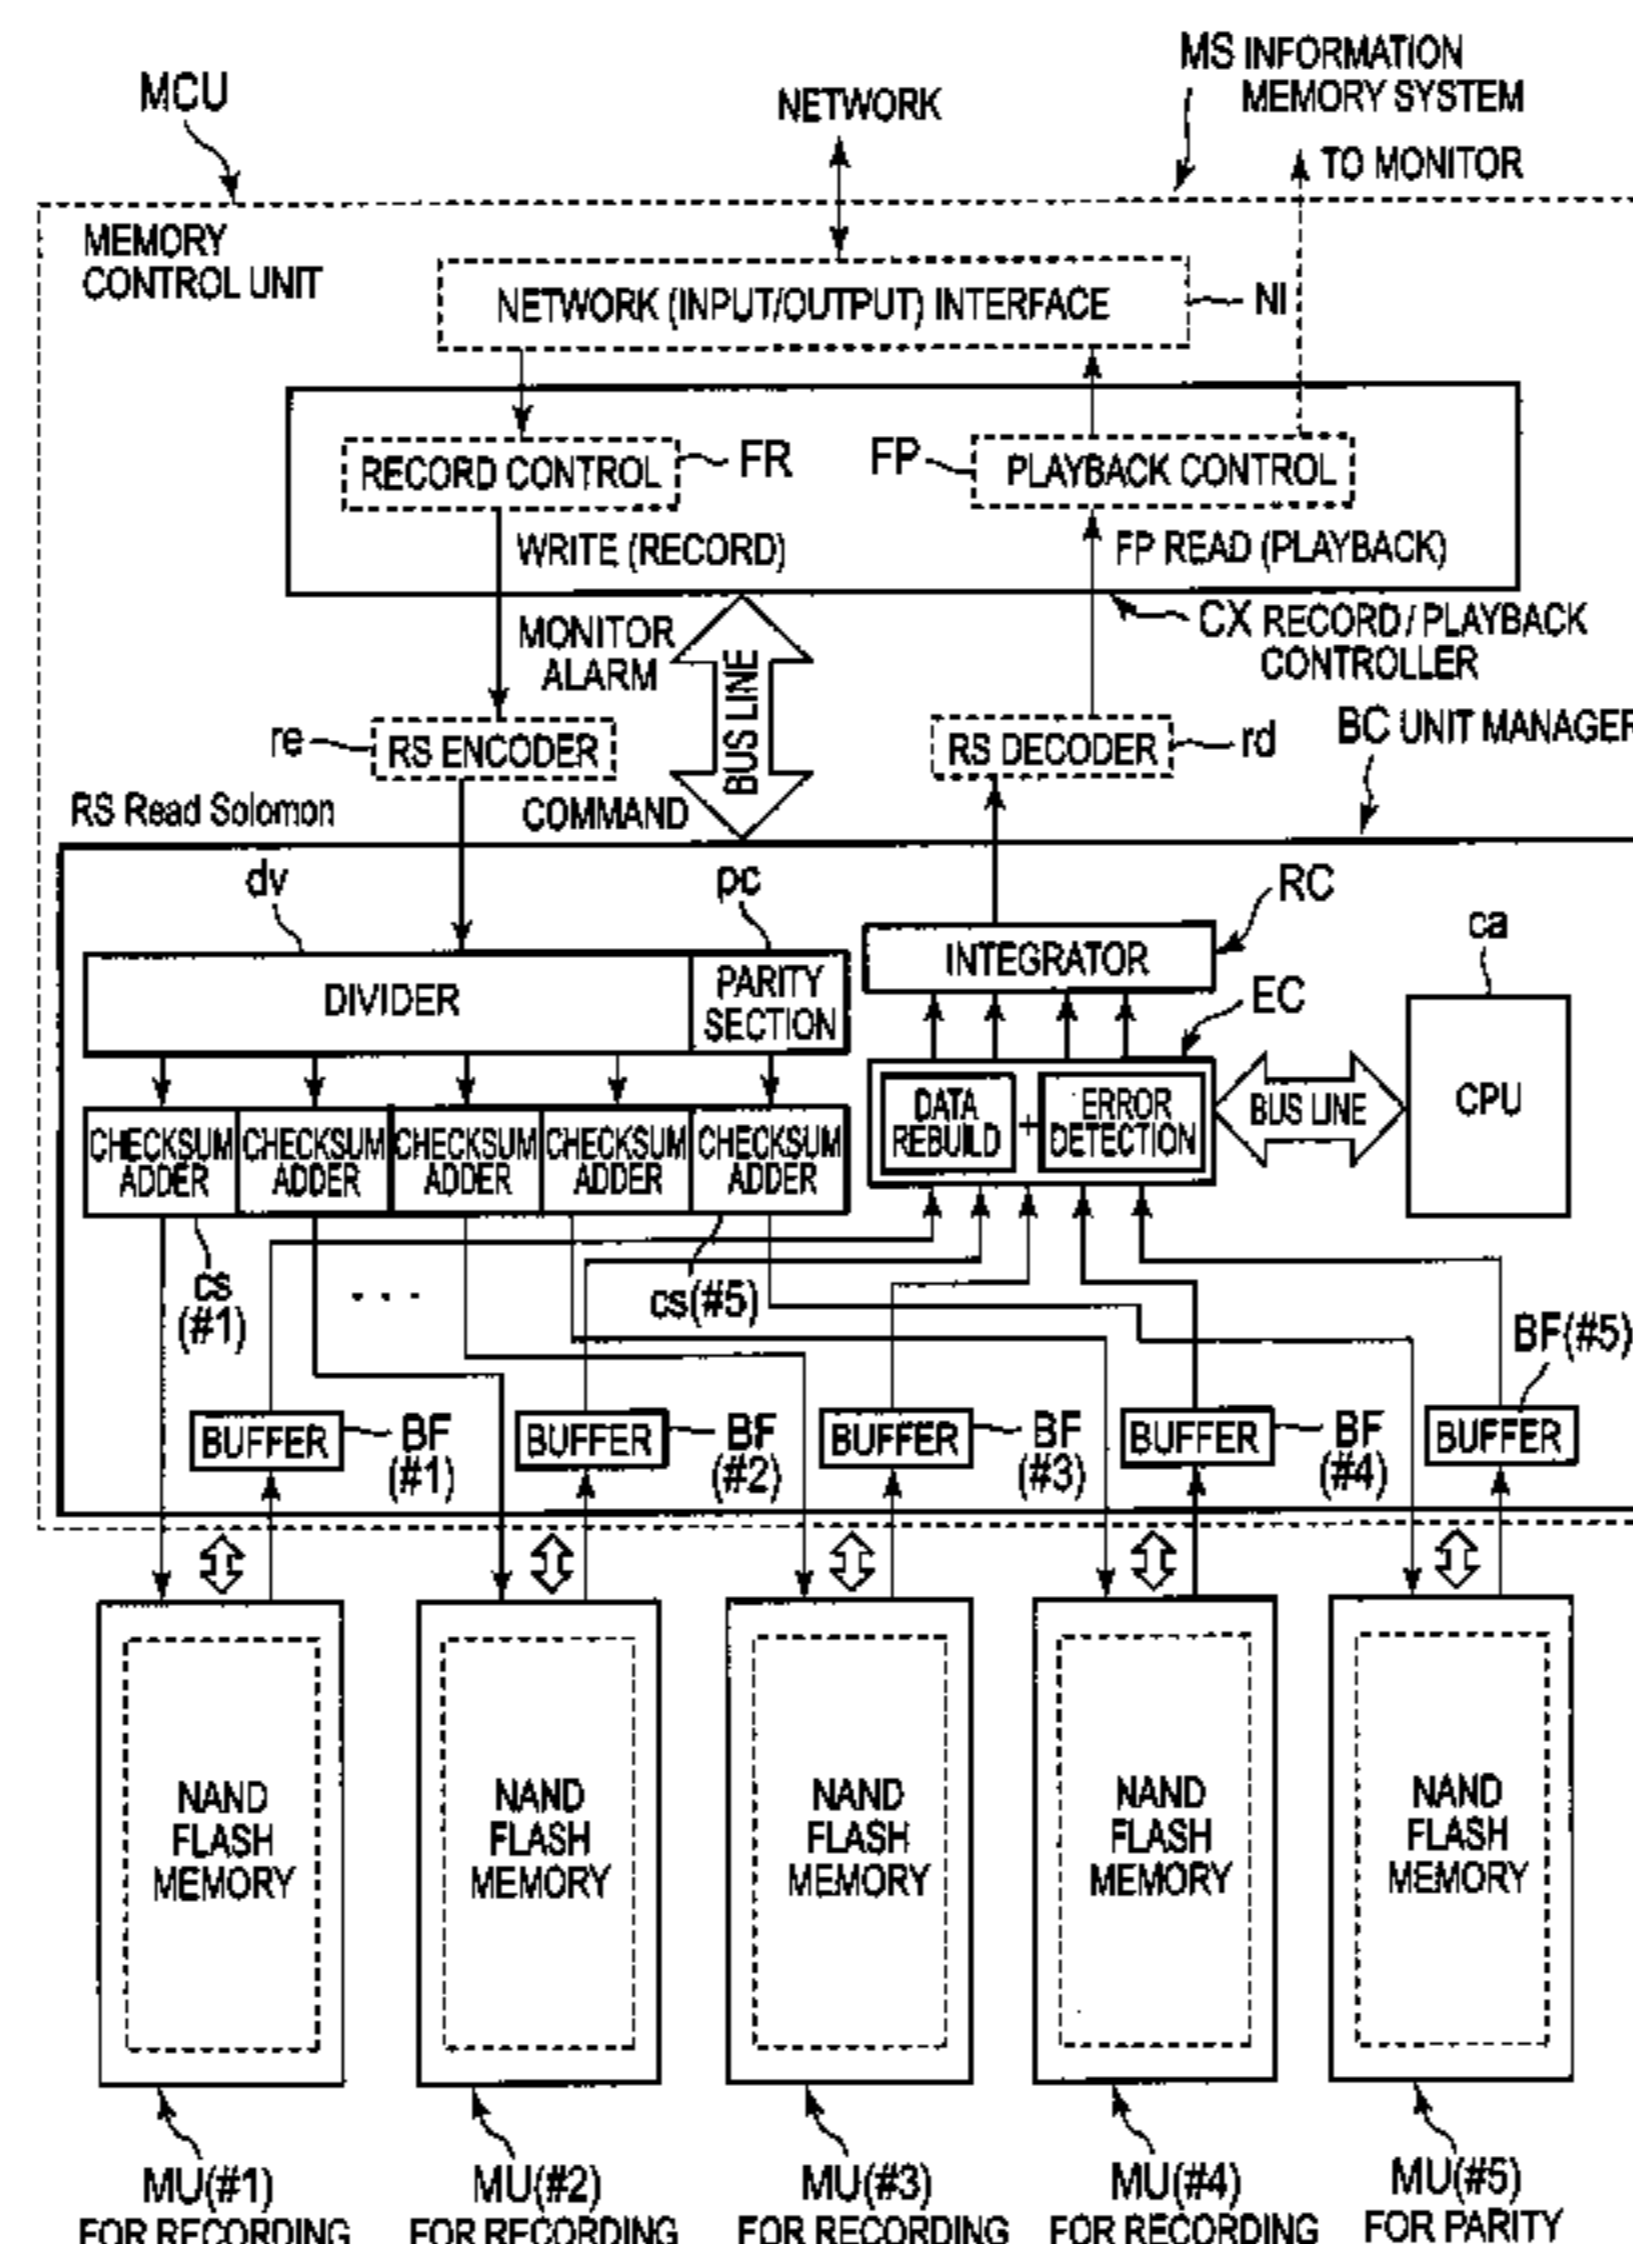 MS INFORMATION
MEMORY SYSTEM
MCU
NETWORK
TO MONITOR
MEMORY
CONTROL UNIT
NETWORK (INPUT/OUTPUT) INTERFACE
NI
RECORD CONTROL
FR
FP
PLAYBACK CONTROL
WRITE (RECORD)
FP READ (PLAYBACK)
CX RECORD / PLAYBACK
CONTROLLER
MONITOR
ALARM
BUS LINE
re
RS ENCODER
RS DECODER
rd
BC UNIT MANAGER
RS Read Solomon
COMMAND
dv
pc
RC
ca
DIVIDER
PARITY
SECTION
INTEGRATOR
EC
CHECKSUM
ADDER
CHECKSUM
ADDER
CHECKSUM
ADDER
CHECKSUM
ADDER
CHECKSUM
ADDER
DATA
REBUILD
+
ERROR
DETECTION
BUS LINE
CPU
cs
(#1)
. . .
cs(#5)
BF(#5)
BUFFER
BF
(#1)
BUFFER
BF
(#2)
BUFFER
BF
(#3)
BUFFER
BF
(#4)
BUFFER
NAND
FLASH
MEMORY
NAND
FLASH
MEMORY
NAND
FLASH
MEMORY
NAND
FLASH
MEMORY
NAND
FLASH
MEMORY
MU(#1)
FOR RECORDING
MU(#2)
FOR RECORDING
MU(#3)
FOR RECORDING
MU(#4)
FOR RECORDING
MU(#5)
FOR PARITY